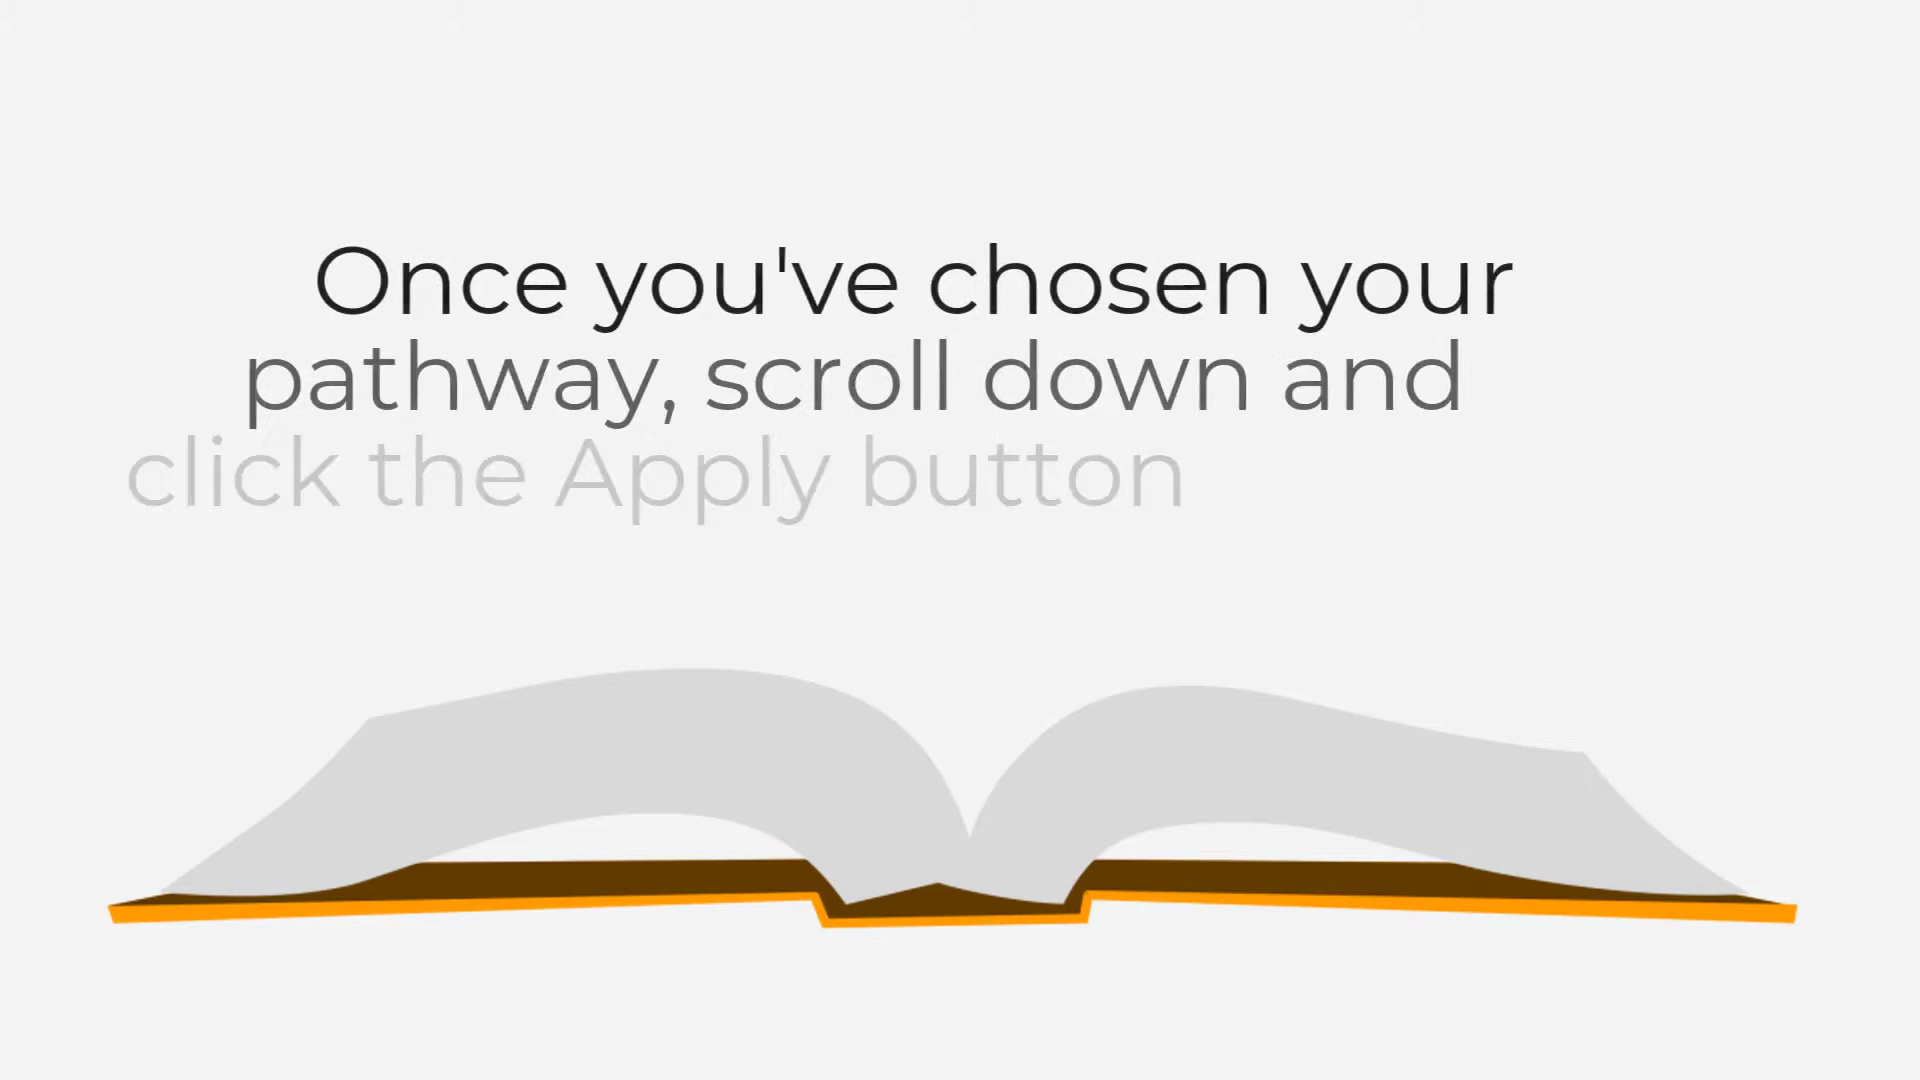 Once you've chosen your
pathway, scroll down and
click the Apply button